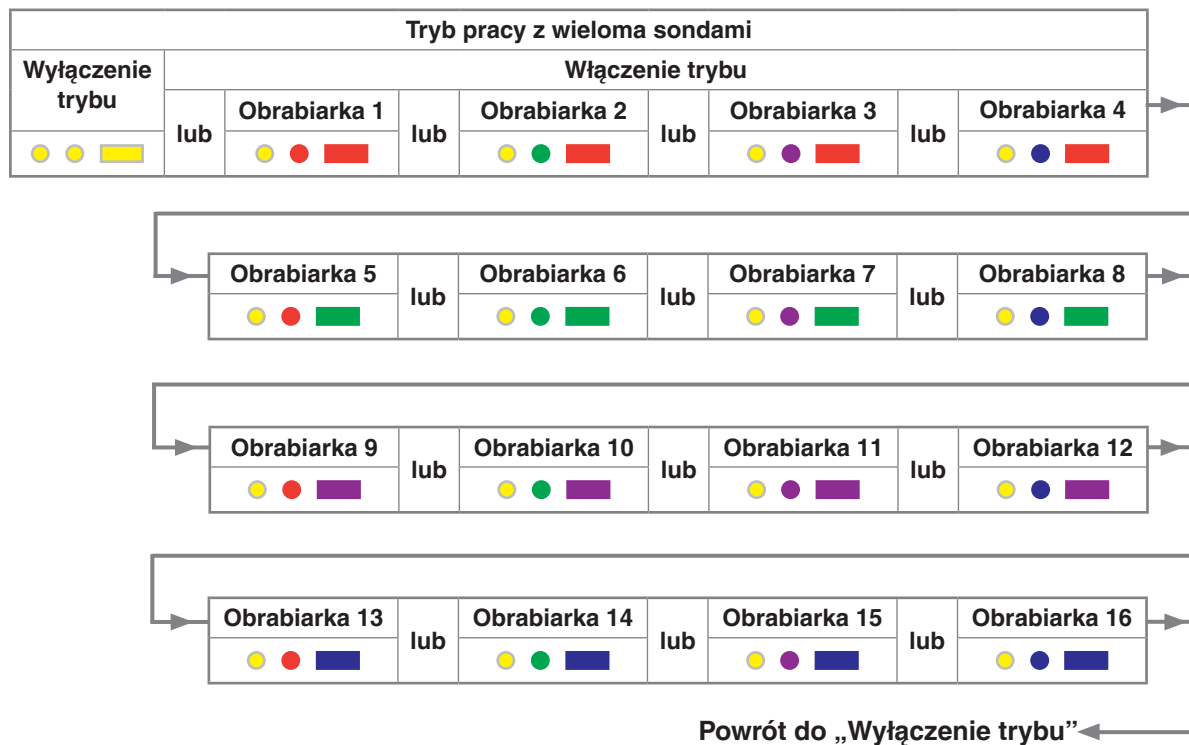 Tryb pracy z wieloma sondami
Wyłączenie trybu
Włączenie trybu
lub
Obrabiarka 1
lub
Obrabiarka 2
lub
Obrabiarka 3
lub
Obrabiarka 4
Obrabiarka 5
lub
Obrabiarka 6
lub
Obrabiarka 7
lub
Obrabiarka 8
Obrabiarka 9
lub
Obrabiarka 10
lub
Obrabiarka 11
lub
Obrabiarka 12
Obrabiarka 13
lub
Obrabiarka 14
lub
Obrabiarka 15
lub
Obrabiarka 16
Powrót do „Wyłączenie trybu”